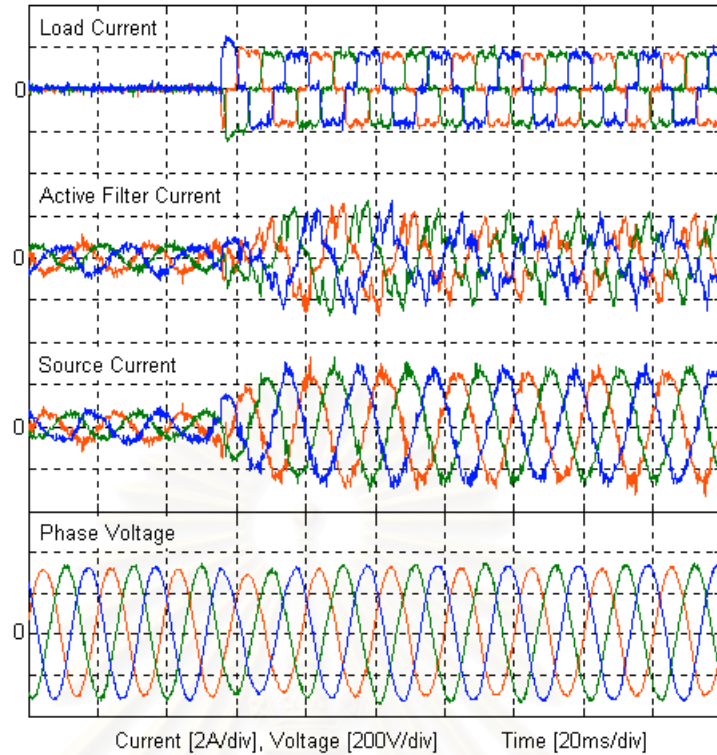 Load Current
0
Active Filter Current
0
Source Current
0
Phase Voltage
0
Current [2A/div], Voltage [200V/div] Time [20ms/div]